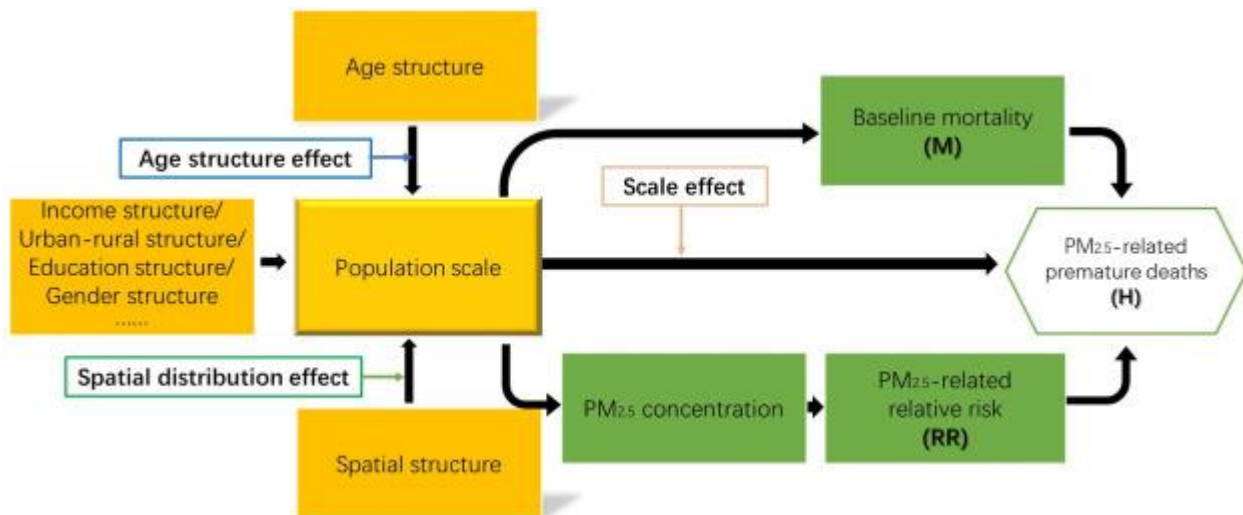 Age structure
Age structure effect
Baseline mortality
(M)
Scale effect
Income structure/
Urban-rural structure/
Education structure/
Gender structure
......
Population scale
PM2.5-related
premature deaths
(H)
Spatial distribution effect
PM2.5 concentration
PM2.5-related
relative risk
(RR)
Spatial structure